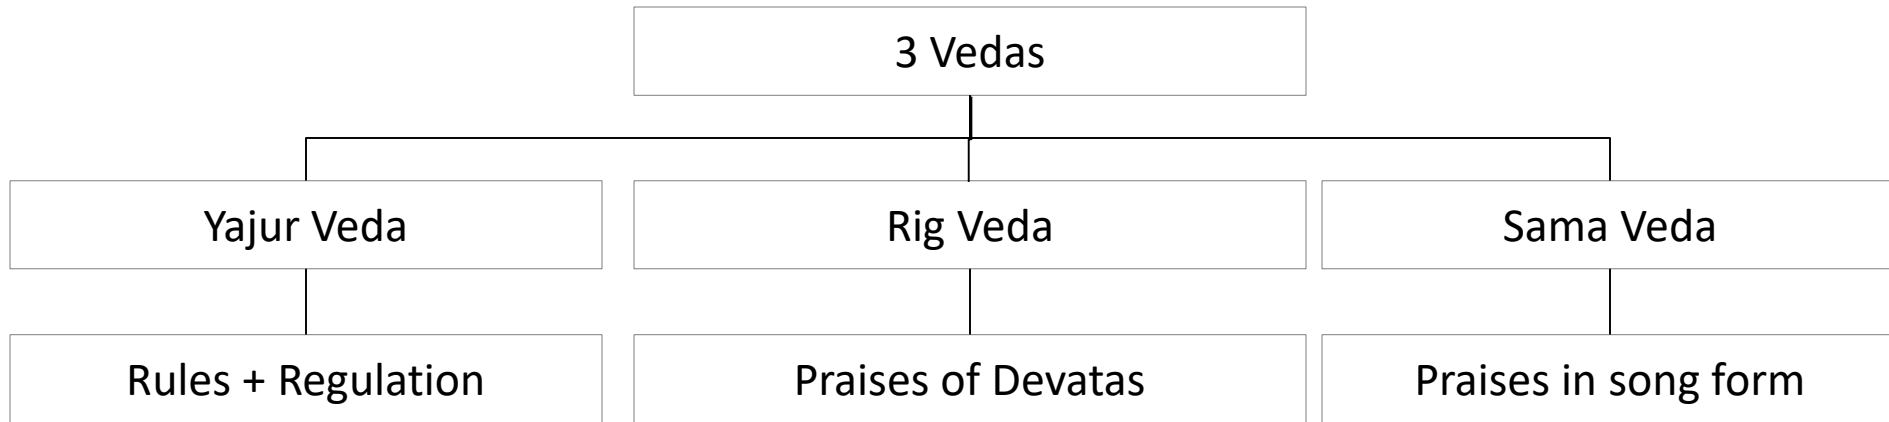 3 Vedas
Yajur Veda
Rig Veda
Sama Veda
Rules + Regulation
Praises of Devatas
Praises in song form